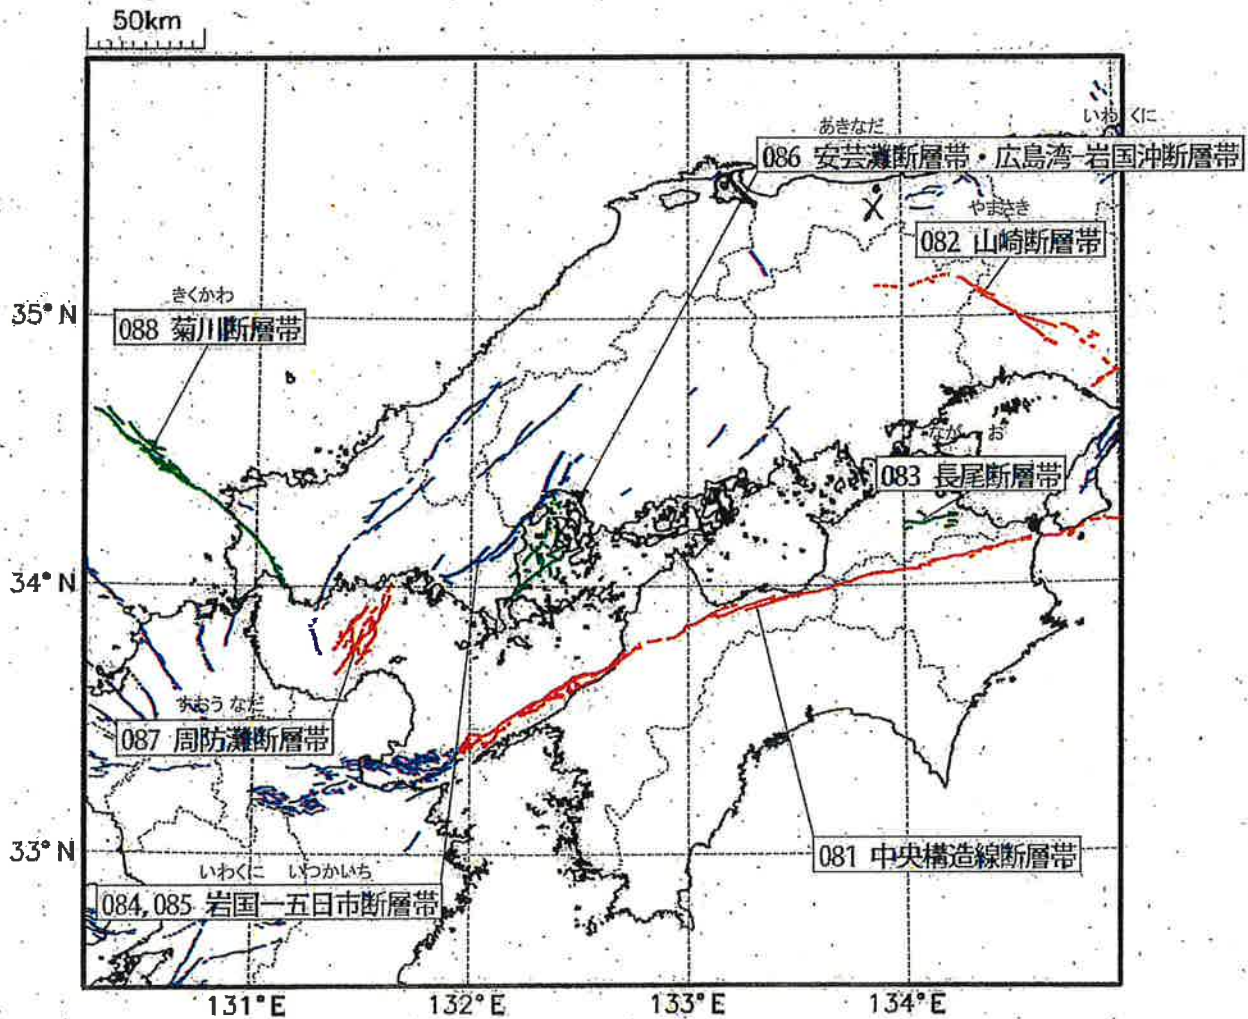 50km
あきなだ
いわくに
086 安芸灘断層帯・広島湾-岩国沖断層帯
X
やまさき
082 山崎断層帯
35°N
きくかわ
088 菊川断層帯
ながお
083 長尾断層帯
34°N
すおうなだ
087 周防灘断層帯
33°N
081 中央構造線断層帯
いわくに いつかいち
084,085 岩国一五日市断層帯
131°E
132°E
133°E
134°E